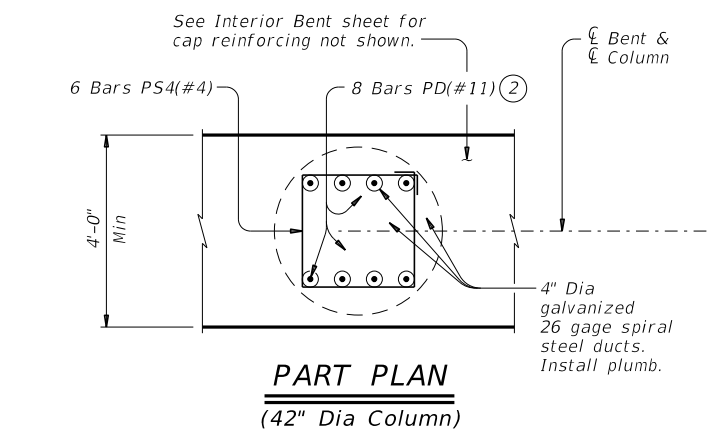 See Interior Bent sheet for
cap reinforcing not shown.
℄ Bent &
℄ Column
6 Bars PS4(#4)
8 Bars PD(#11) 2
4'-0"
Min
4" Dia
galvanized
26 gage spiral
steel ducts.
Install plumb.
PART PLAN
(42" Dia Column)